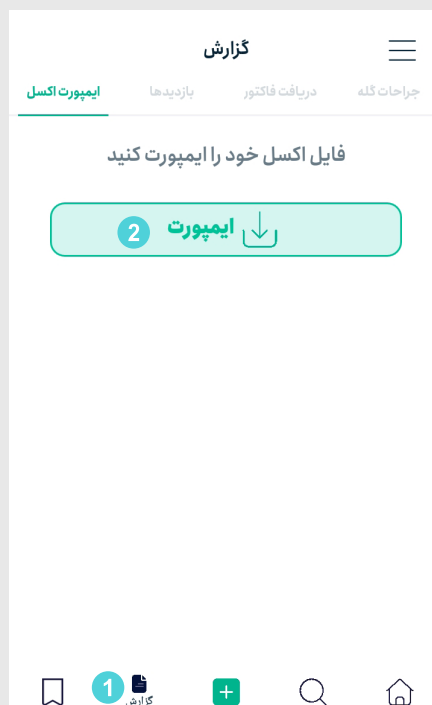 گزارش
جراحات گله دریافت فاکتور بازدیدها ایمپورت اکسل
فایل اکسل خود را ایمپورت کنید
ایمپورت 2
1 گزارش